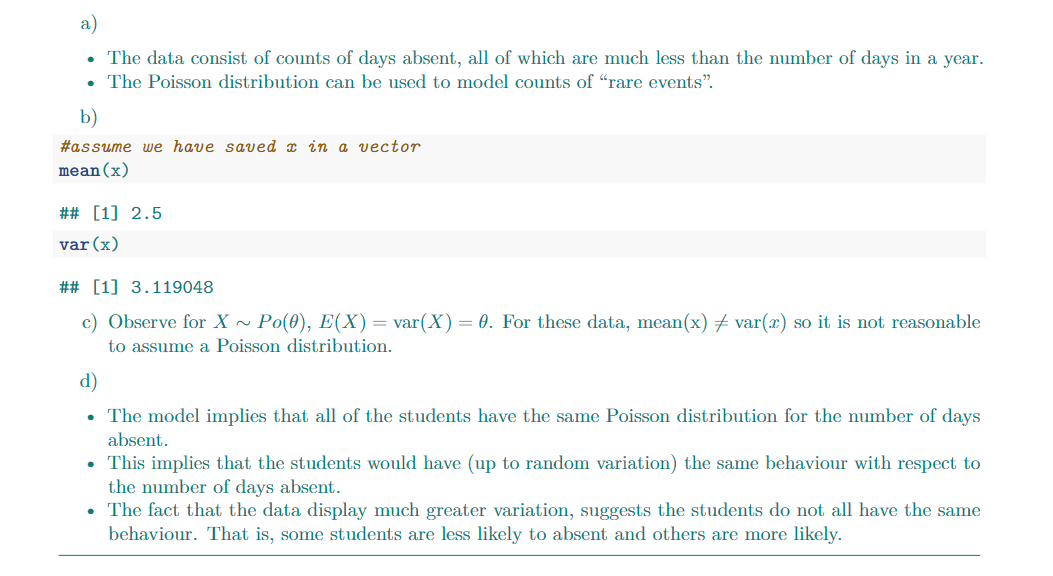 a)
• The data consist of counts of days absent, all of which are much less than the number of days in a year.
• The Poisson distribution can be used to model counts of “rare events”.
b)
#assume we have saved x in a vector
mean(x)
## [1] 2.5
var(x)
## [1] 3.119048
c) Observe for X ∼ Po(θ), E(X) = var(X) = θ. For these data, mean(x) ≠ var(x) so it is not reasonable
to assume a Poisson distribution.
d)
• The model implies that all of the students have the same Poisson distribution for the number of days
absent.
• This implies that the students would have (up to random variation) the same behaviour with respect to
the number of days absent.
• The fact that the data display much greater variation, suggests the students do not all have the same
behaviour. That is, some students are less likely to absent and others are more likely.